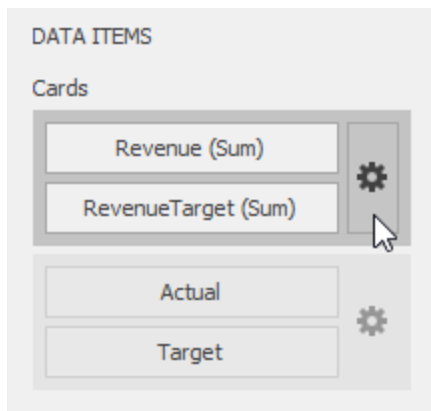 DATA ITEMS
Cards
Revenue (Sum)
RevenueTarget (Sum)
Actual
Target